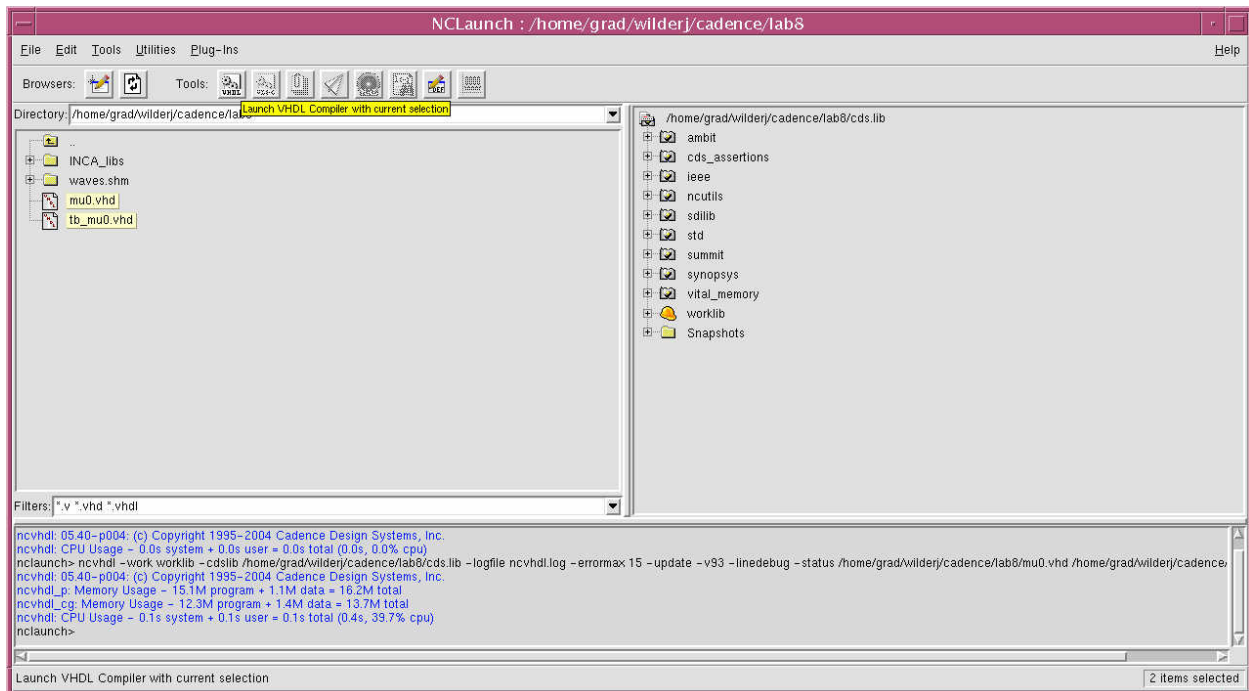 NCLaunch : /home/grad/wilderj/cadence/lab8
File Edit Tools Utilities Plug-Ins Help
Browsers: Tools: VHDL
Launch VHDL Compiler with current selection
Directory: /home/grad/wilderj/cadence/
..
INCA_libs
waves.shm
mu0.vhd
tb_mu0.vhd
/home/grad/wilderj/cadence/lab8/cds.lib
ambit
cds_assertions
ieee
ncutils
sdilib
std
summit
synopsys
vital_memory
worklib
Snapshots
Filters: *.v *.vhd *.vhdl
ncvhdl: 05.40-p004: (c) Copyright 1995-2004 Cadence Design Systems, Inc.
ncvhdl: CPU Usage - 0.0s system + 0.0s user = 0.0s total (0.0s, 0.0% cpu)
nclaunch> ncvhdl -work worklib -cdslib /home/grad/wilderj/cadence/lab8/cds.lib -logfile ncvhdl.log -errormax 15 -update -v93 -linedebug -status /home/grad/wilderj/cadence/lab8/mu0.vhd /home/grad/wilderj/cadence/
ncvhdl: 05.40-p004: (c) Copyright 1995-2004 Cadence Design Systems, Inc.
ncvhdl_p: Memory Usage - 15.1M program + 1.1M data = 16.2M total
ncvhdl_cg: Memory Usage - 12.3M program + 1.4M data = 13.7M total
ncvhdl: CPU Usage - 0.1s system + 0.1s user = 0.1s total (0.4s, 39.7% cpu)
nclaunch>
Launch VHDL Compiler with current selection
2 items selected